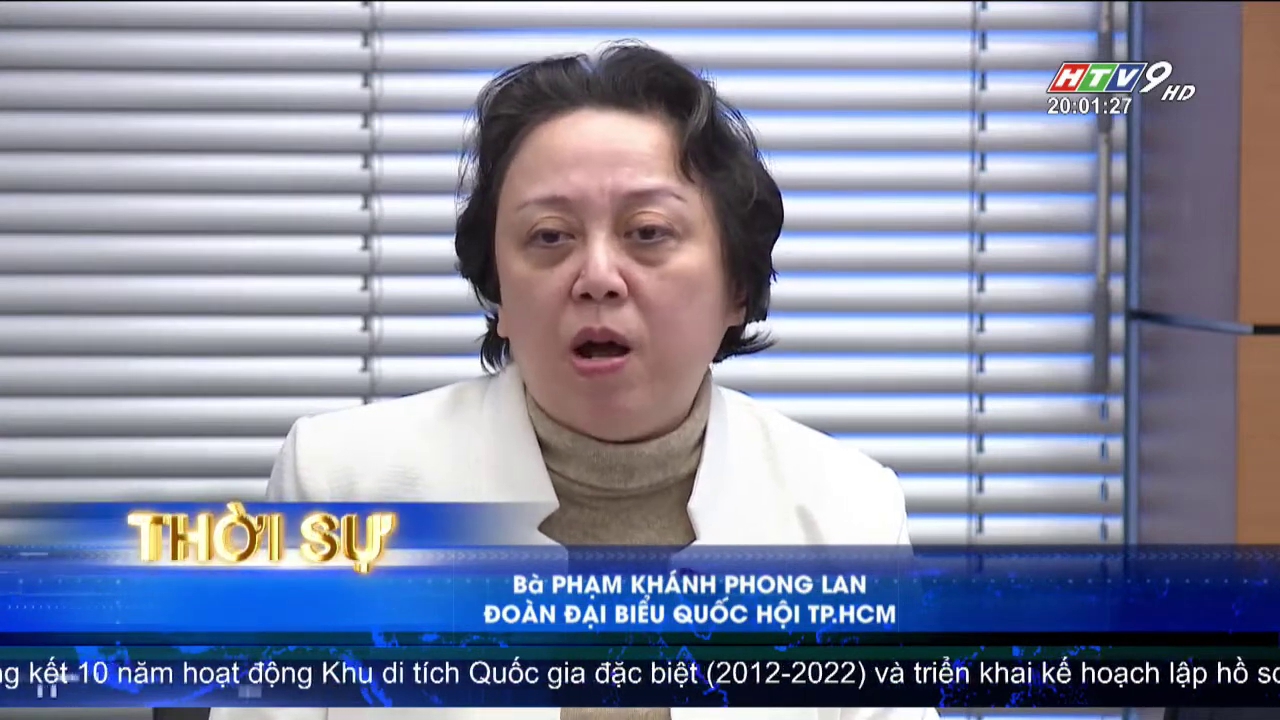 HTV9 HD
20:01:27
THỜI SỰ
Bà PHẠM KHÁNH PHONG LAN
ĐOÀN ĐẠI BIỂU QUỐC HỘI TP.HCM
kết 10 năm hoạt động Khu di tích Quốc gia đặc biệt (2012-2022) và triển khai kế hoạch lập hồ